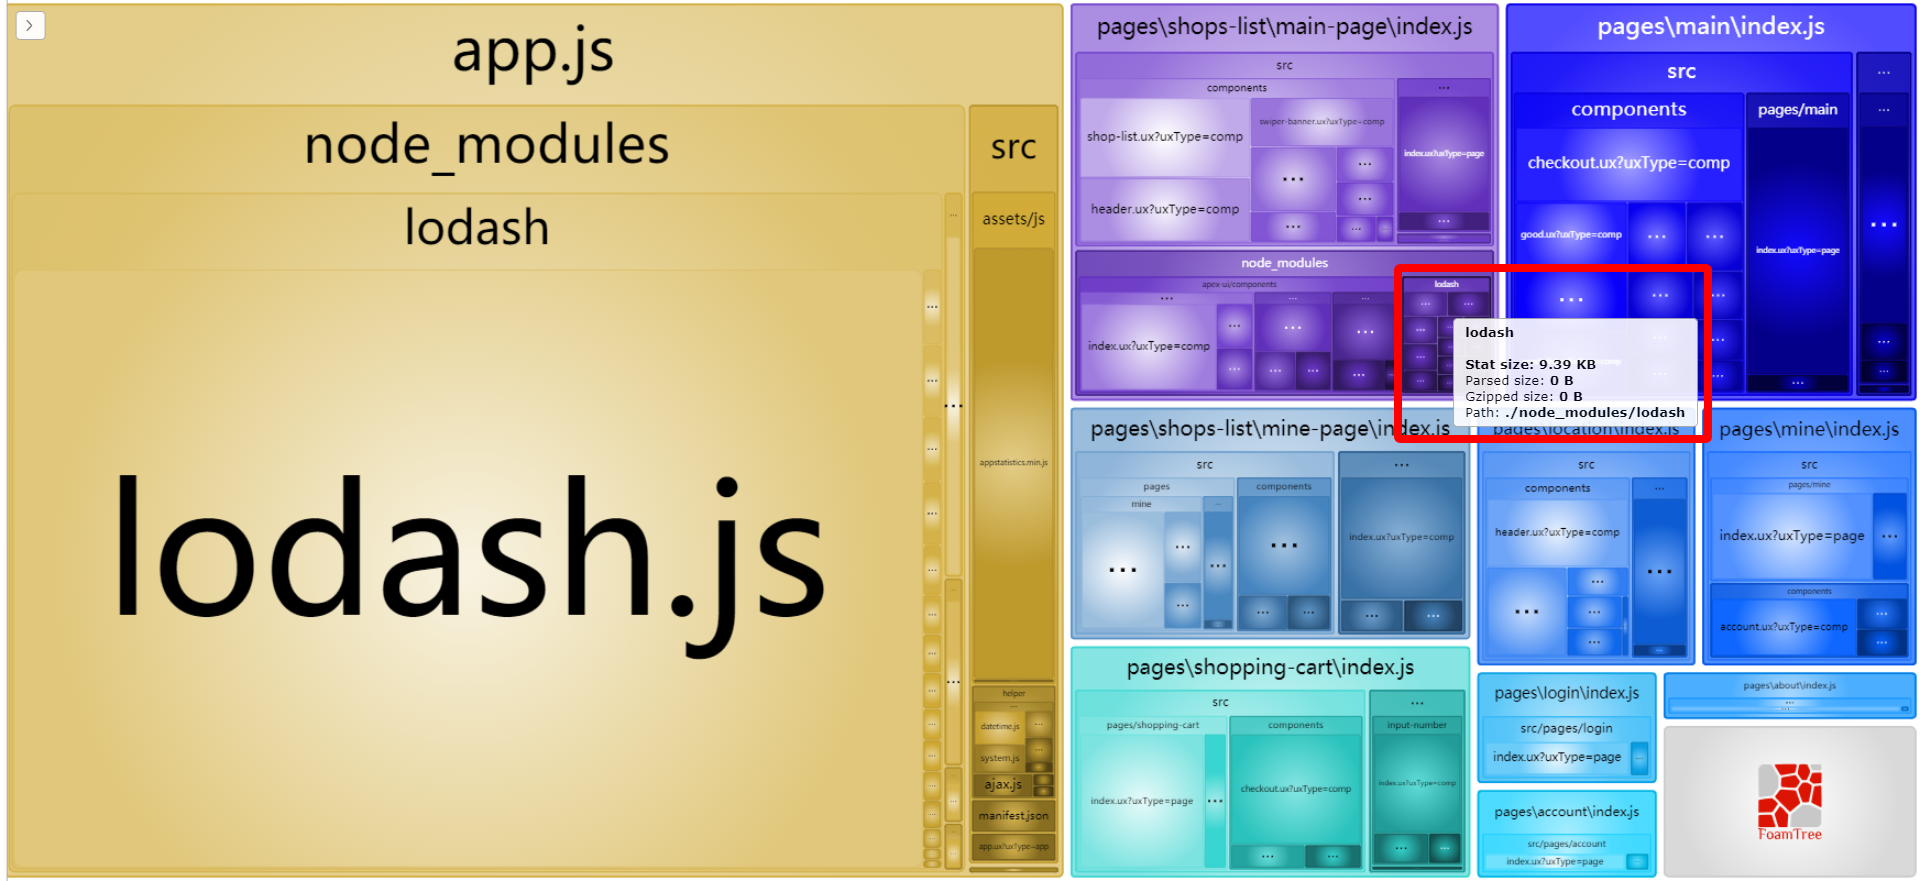 app.js
node_modules
lodash
lodash.js
src
assets/js
appstatistics.min.js
helper
datetime.js
system.js
ajax.js
manifest.json
app.ux?uxType=app
pages\shops-list\main-page\index.js
src
components
shop-list.ux?uxType=comp
header.ux?uxType=comp
swiper-banner.ux?uxType=comp
index.ux?uxType=page
node_modules
apex-ui/components
index.ux?uxType=comp
lodash
pages\main\index.js
src
components
checkout.ux?uxType=comp
good.ux?uxType=comp
pages/main
index.ux?uxType=page
lodash
Stat size: 9.39 KB
Parsed size: 0 B
Gzipped size: 0 B
Path: ./node_modules/lodash
pages\shops-list\mine-page\index.js
src
pages
mine
components
index.ux?uxType=comp
pages\location\index.js
src
components
header.ux?uxType=comp
pages\mine\index.js
src
pages/mine
index.ux?uxType=page
components
account.ux?uxType=comp
pages\shopping-cart\index.js
src
pages/shopping-cart
index.ux?uxType=page
components
checkout.ux?uxType=comp
input-number
index.ux?uxType=comp
pages\login\index.js
src/pages/login
index.ux?uxType=page
pages\about\index.js
pages\account\index.js
src/pages/account
index.ux?uxType=page
FoamTree